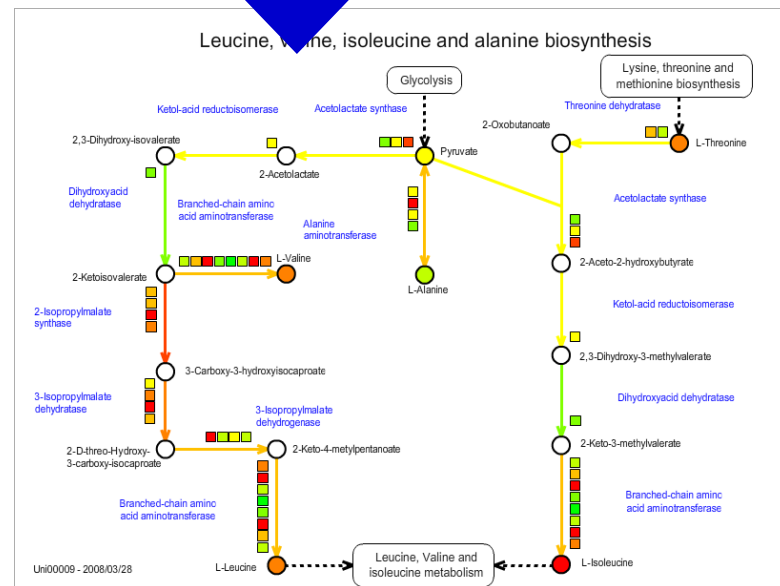 Leucine, valine, isoleucine and alanine biosynthesis
Glycolysis
Lysine, threonine and
methionine biosynthesis
Ketol-acid reductoisomerase
Acetolactate synthase
Threonine dehydratase
2,3-Dihydroxy-isovalerate
2-Acetolactate
Pyruvate
2-Oxobutanoate
L-Threonine
Dihydroxyacid
dehydratase
Branched-chain amino
acid aminotransferase
Alanine
aminotransferase
Acetolactate synthase
2-Ketoisovalerate
L-Valine
L-Alanine
2-Aceto-2-hydroxybutyrate
2-Isopropylmalate
synthase
Ketol-acid reductoisomerase
3-Carboxy-3-hydroxyisocaproate
2,3-Dihydroxy-3-methylvalerate
3-Isopropylmalate
dehydratase
3-Isopropylmalate
dehydrogenase
Dihydroxyacid dehydratase
2-D-threo-Hydroxy-
3-carboxy-isocaproate
2-Keto-4-metylpentanoate
2-Keto-3-methylvalerate
Branched-chain amino
acid aminotransferase
Branched-chain amino
acid aminotransferase
L-Leucine
Leucine, Valine and
isoleucine metabolism
L-Isoleucine
Uni00009 - 2008/03/28